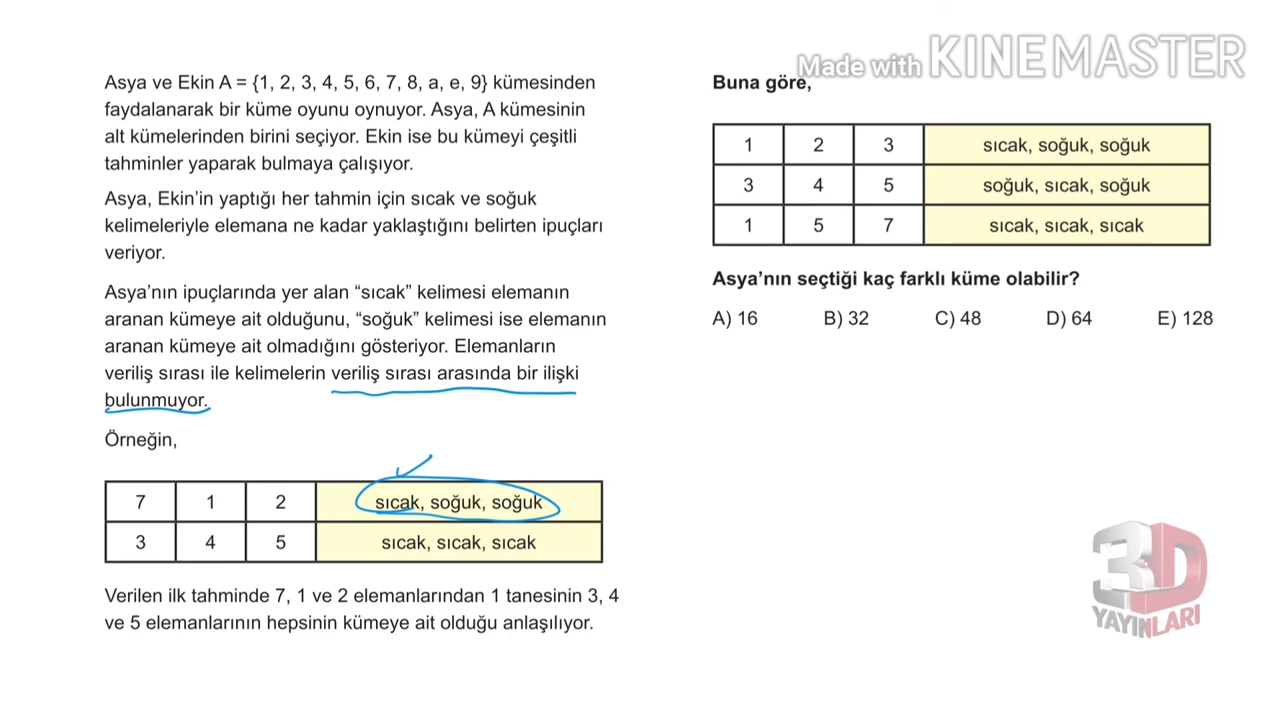 Asya ve Ekin A = {1, 2, 3, 4, 5, 6, 7, 8, a, e, 9} kümesinden
faydalanarak bir küme oyunu oynuyor. Asya, A kümesinin
alt kümelerinden birini seçiyor. Ekin ise bu kümeyi çeşitli
tahminler yaparak bulmaya çalışıyor.
Asya, Ekin’in yaptığı her tahmin için sıcak ve soğuk
kelimeleriyle elemana ne kadar yaklaştığını belirten ipuçları
veriyor.
Asya’nın ipuçlarında yer alan “sıcak” kelimesi elemanın
aranan kümeye ait olduğunu, “soğuk” kelimesi ise elemanın
aranan kümeye ait olmadığını gösteriyor. Elemanların
veriliş sırası ile kelimelerin veriliş sırası arasında bir ilişki
bulunmuyor.
Örneğin,
7 1 2 sıcak, soğuk, soğuk
3 4 5 sıcak, sıcak, sıcak
Verilen ilk tahminde 7, 1 ve 2 elemanlarından 1 tanesinin 3, 4
ve 5 elemanlarının hepsinin kümeye ait olduğu anlaşılıyor.
Made with KINEMASTER
Buna göre,
1 2 3 sıcak, soğuk, soğuk
3 4 5 soğuk, sıcak, soğuk
1 5 7 sıcak, sıcak, sıcak
Asya’nın seçtiği kaç farklı küme olabilir?
A) 16 B) 32 C) 48 D) 64 E) 128
3D
YAYINLARI